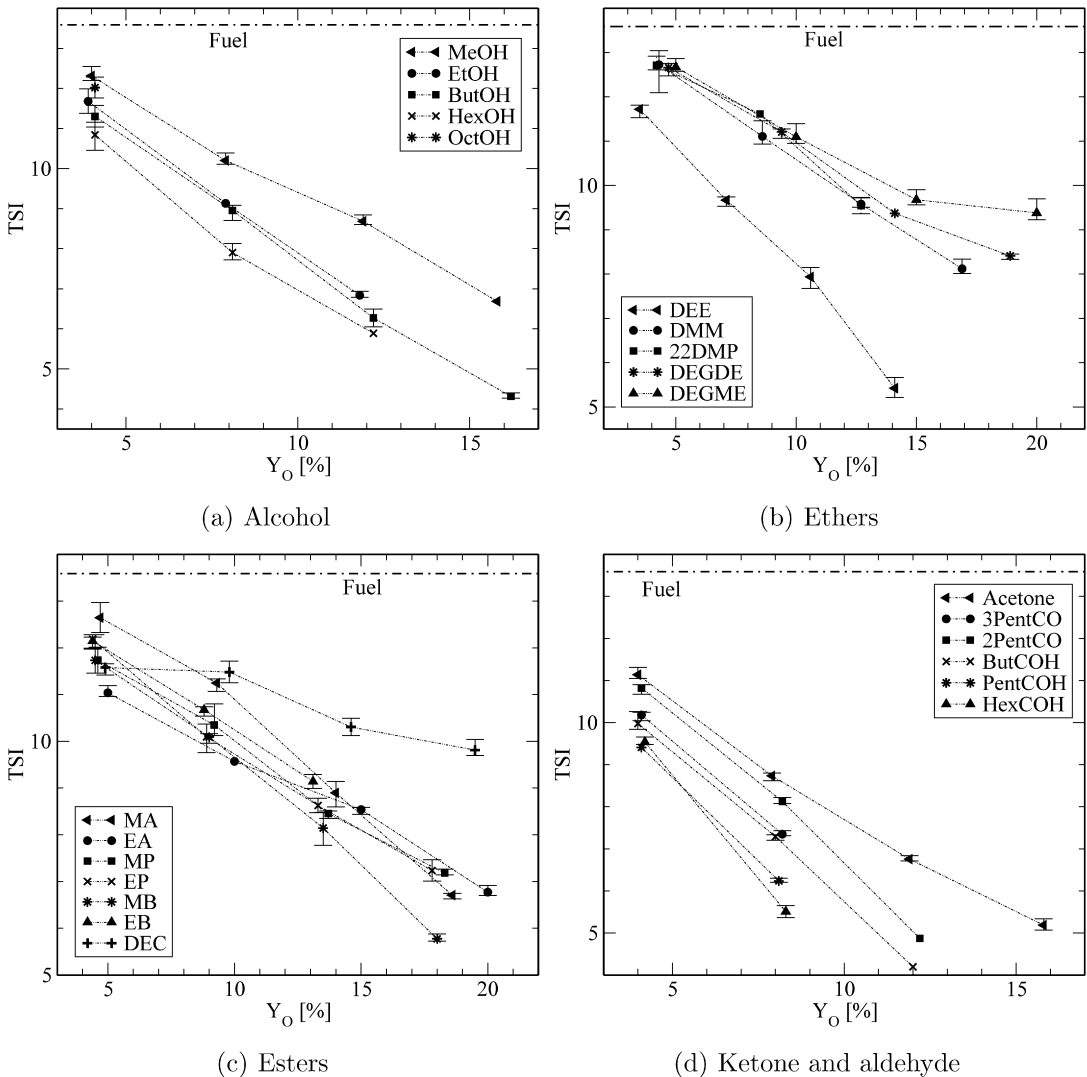 Fuel
MeOH
EtOH
ButOH
HexOH
OctOH
10
5
TSI
5 10 15
Y_O [%]
(a) Alcohol
Fuel
10
5
TSI
DEE
DMM
22DMP
DEGDE
DEGME
5 10 15 20
Y_O [%]
(b) Ethers
Fuel
10
5
TSI
MA
EA
MP
EP
MB
EB
DEC
5 10 15 20
Y_O [%]
(c) Esters
Fuel
Acetone
3PentCO
2PentCO
ButCOH
PentCOH
HexCOH
10
5
TSI
5 10 15
Y_O [%]
(d) Ketone and aldehyde